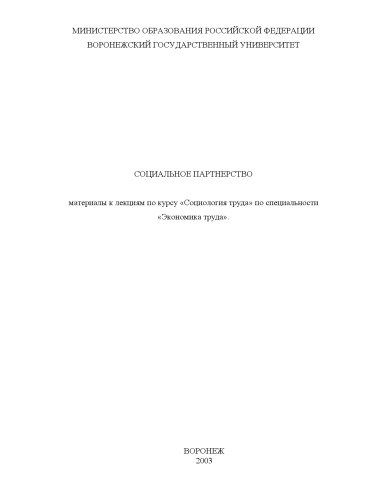 МИНИСТЕРСТВО ОБРАЗОВАНИЯ РОССИЙСКОЙ ФЕДЕРАЦИИ
ВОРОНЕЖСКИЙ ГОСУДАРСТВЕННЫЙ УНИВЕРСИТЕТ
СОЦИАЛЬНОЕ ПАРТНЕРСТВО
материалы к лекциям по курсу «Социология труда» по специальности
«Экономика труда».
ВОРОНЕЖ
2003